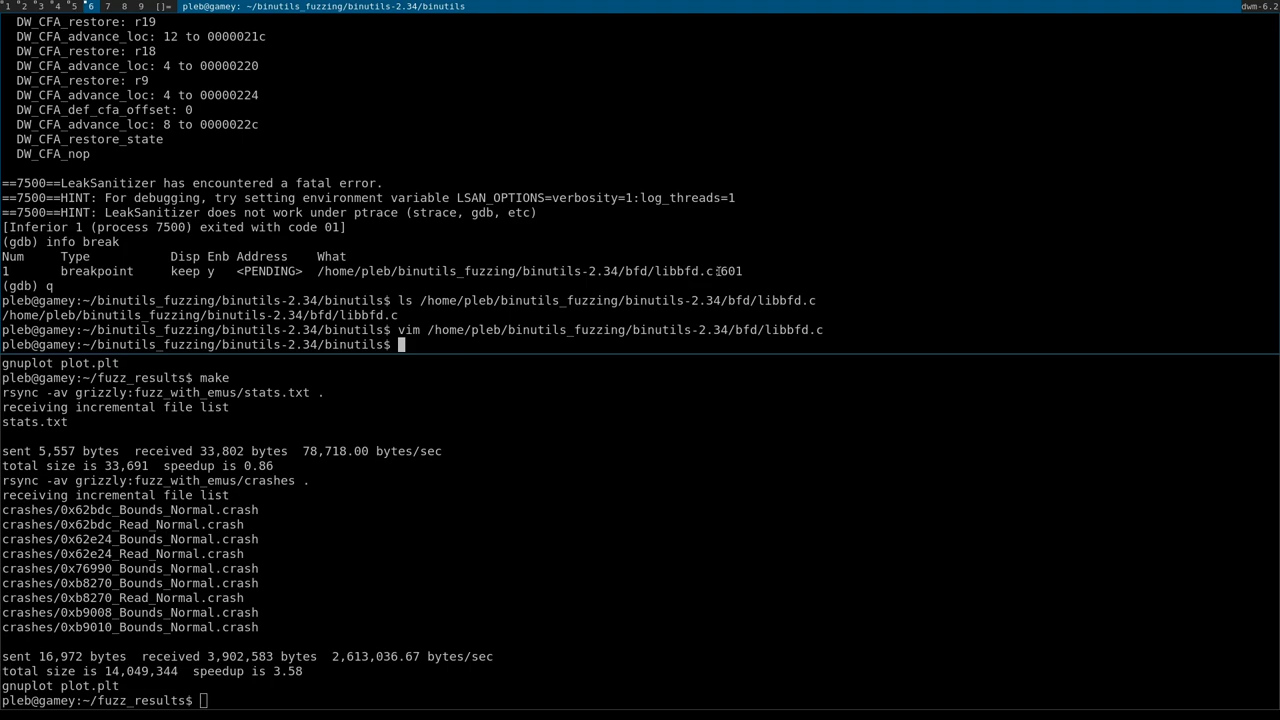 1 2 3 4 5 6 7 8 9 []= pleb@gamey: ~/binutils_fuzzing/binutils-2.34/binutils dwm-6.2
DW_CFA_restore: r19
DW_CFA_advance_loc: 12 to 0000021c
DW_CFA_restore: r18
DW_CFA_advance_loc: 4 to 00000220
DW_CFA_restore: r9
DW_CFA_advance_loc: 4 to 00000224
DW_CFA_def_cfa_offset: 0
DW_CFA_advance_loc: 8 to 0000022c
DW_CFA_restore_state
DW_CFA_nop
==7500==LeakSanitizer has encountered a fatal error.
==7500==HINT: For debugging, try setting environment variable LSAN_OPTIONS=verbosity=1:log_threads=1
==7500==HINT: LeakSanitizer does not work under ptrace (strace, gdb, etc)
[Inferior 1 (process 7500) exited with code 01]
(gdb) info break
Num     Type           Disp Enb Address    What
1       breakpoint     keep y   <PENDING>  /home/pleb/binutils_fuzzing/binutils-2.34/bfd/libbfd.c:601
(gdb) q
pleb@gamey:~/binutils_fuzzing/binutils-2.34/binutils$ ls /home/pleb/binutils_fuzzing/binutils-2.34/bfd/libbfd.c
/home/pleb/binutils_fuzzing/binutils-2.34/bfd/libbfd.c
pleb@gamey:~/binutils_fuzzing/binutils-2.34/binutils$ vim /home/pleb/binutils_fuzzing/binutils-2.34/bfd/libbfd.c
pleb@gamey:~/binutils_fuzzing/binutils-2.34/binutils$
gnuplot plot.plt
pleb@gamey:~/fuzz_results$ make
rsync -av grizzly:fuzz_with_emus/stats.txt .
receiving incremental file list
stats.txt
sent 5,557 bytes  received 33,802 bytes  78,718.00 bytes/sec
total size is 33,691  speedup is 0.86
rsync -av grizzly:fuzz_with_emus/crashes .
receiving incremental file list
crashes/0x62bdc_Bounds_Normal.crash
crashes/0x62bdc_Read_Normal.crash
crashes/0x62e24_Bounds_Normal.crash
crashes/0x62e24_Read_Normal.crash
crashes/0x76990_Bounds_Normal.crash
crashes/0xb8270_Bounds_Normal.crash
crashes/0xb8270_Read_Normal.crash
crashes/0xb9008_Bounds_Normal.crash
crashes/0xb9010_Bounds_Normal.crash
sent 16,972 bytes  received 3,902,583 bytes  2,613,036.67 bytes/sec
total size is 14,049,344  speedup is 3.58
gnuplot plot.plt
pleb@gamey:~/fuzz_results$